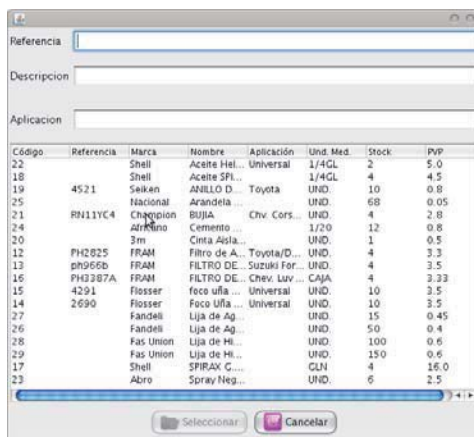 Referencia
Descripcion
Aplicacion
Código Referencia Marca Nombre Aplicación Und. Med. Stock PVP
22 Shell Aceite Hel... Universal 1/4GL 2 5.0
18 Shell Aceite SPI... 1/4GL 4 4.5
19 4521 Seiken ANILLO D... Toyota UND. 10 0.8
25 Nacional Arandela ... UND. 68 0.05
21 RN11YC4 Champion BUJIA Chv. Cors... UND. 4 2.8
24 Cemento ... 1/20 12 0.8
20 3m Cinta Aisla... UND. 1 0.5
12 PH2825 FRAM Filtro de A... Toyota/D... UND. 4 3.3
13 ph966b FRAM FILTRO DE... Suzuki For... UND. 4 3.5
16 PH3387A FRAM FILTRO DE... Chev. Luv ... CAJA 4 3.33
15 4291 Flosser foco uña ... Universal UND. 10 3.5
14 2690 Flosser Foco Uña ... Universal UND. 10 3.5
27 Fandeli Lija de Ag... UND. 15 0.45
26 Fandeli Lija de Ag... UND. 50 0.4
28 Fas Union Lija de Hi... UND. 100 0.6
29 Fas Union Lija de Hi... UND. 150 0.6
17 Shell SPIRAX G.... GLN 4 16.0
23 Abro Spray Neg... UND. 6 2.5
Seleccionar Cancelar